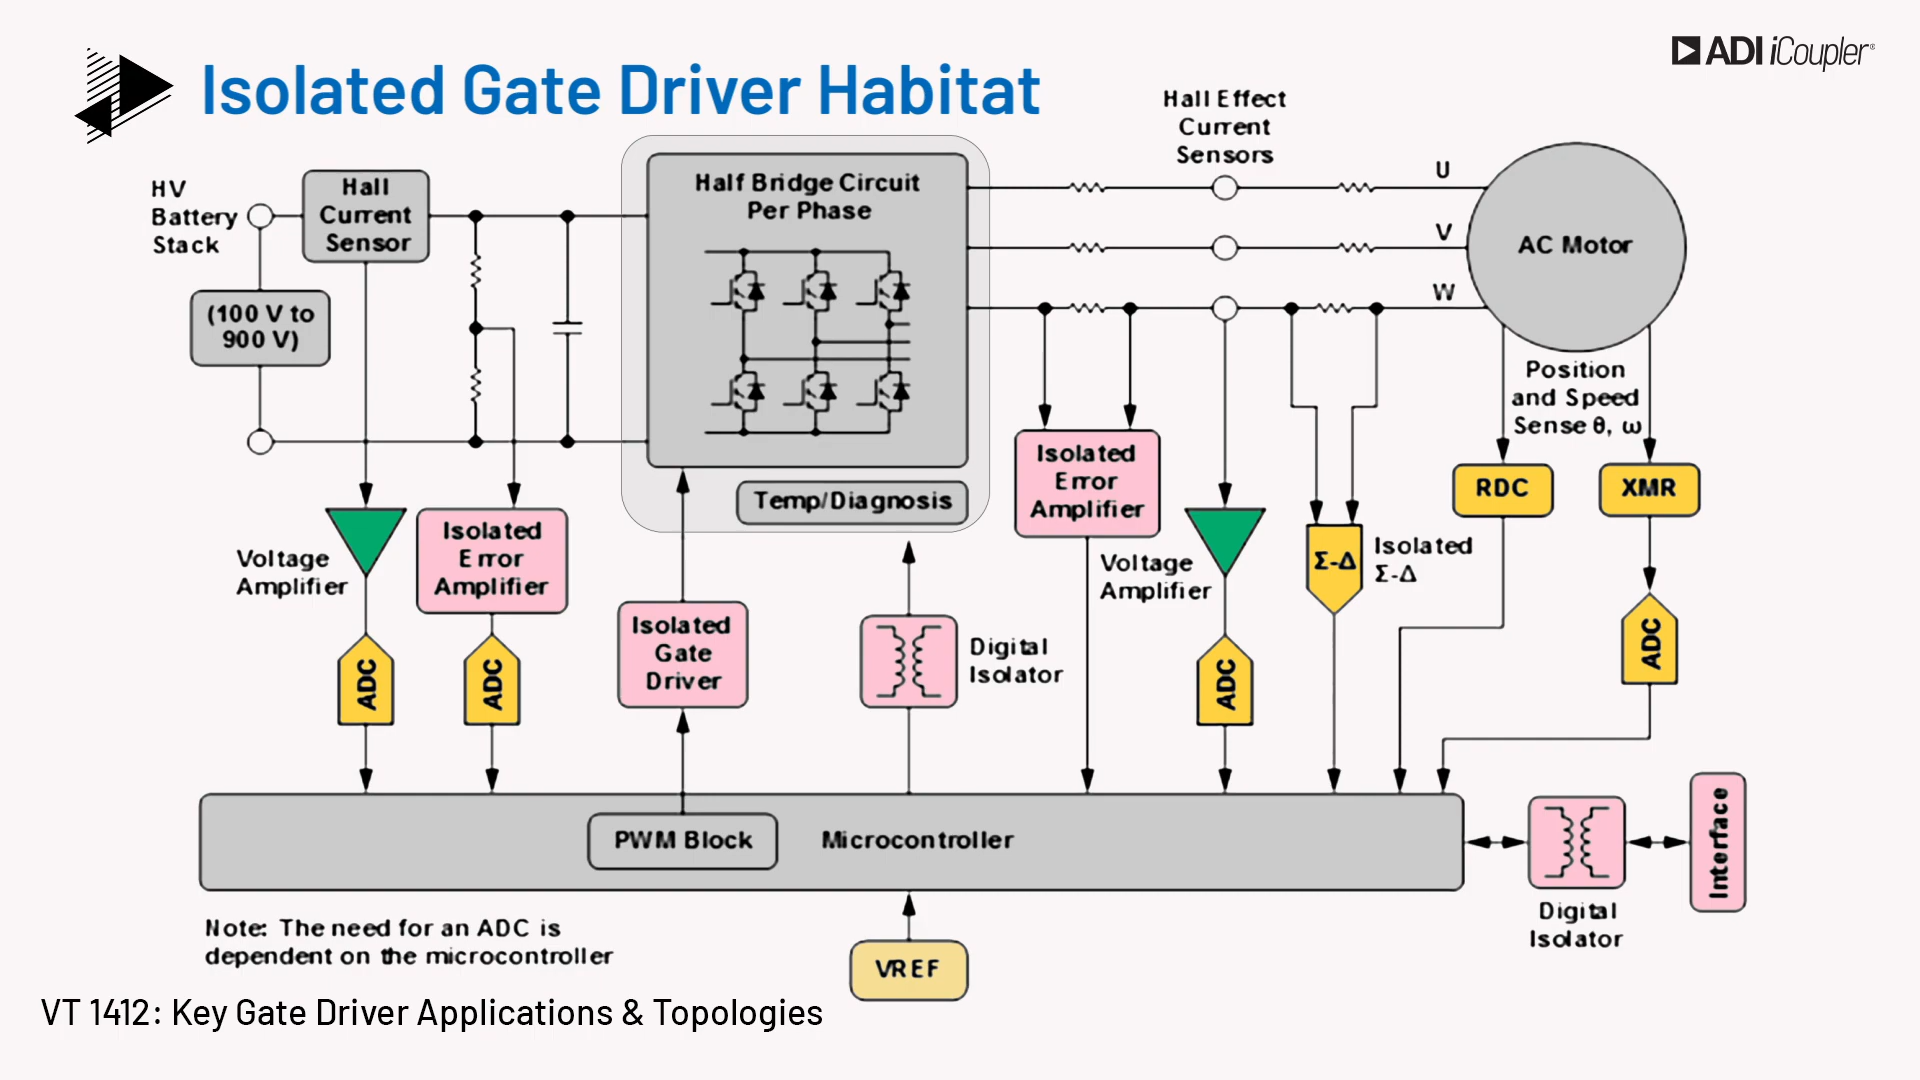 Isolated Gate Driver Habitat
ADI iCoupler®
HV
Battery
Stack
Hall
Current
Sensor
(100 V to
900 V)
Half Bridge Circuit
Per Phase
Temp/Diagnosis
Hall Effect
Current
Sensors
U
V
W
AC Motor
Position
and Speed
Sense θ, ω
RDC
XMR
Voltage
Amplifier
Isolated
Error
Amplifier
Isolated
Gate
Driver
Digital
Isolator
Isolated
Error
Amplifier
Voltage
Amplifier
Σ-Δ
Isolated
Σ-Δ
ADC
ADC
ADC
ADC
PWM Block
Microcontroller
Digital
Isolator
Interface
Note: The need for an ADC is
dependent on the microcontroller
VREF
VT 1412: Key Gate Driver Applications & Topologies